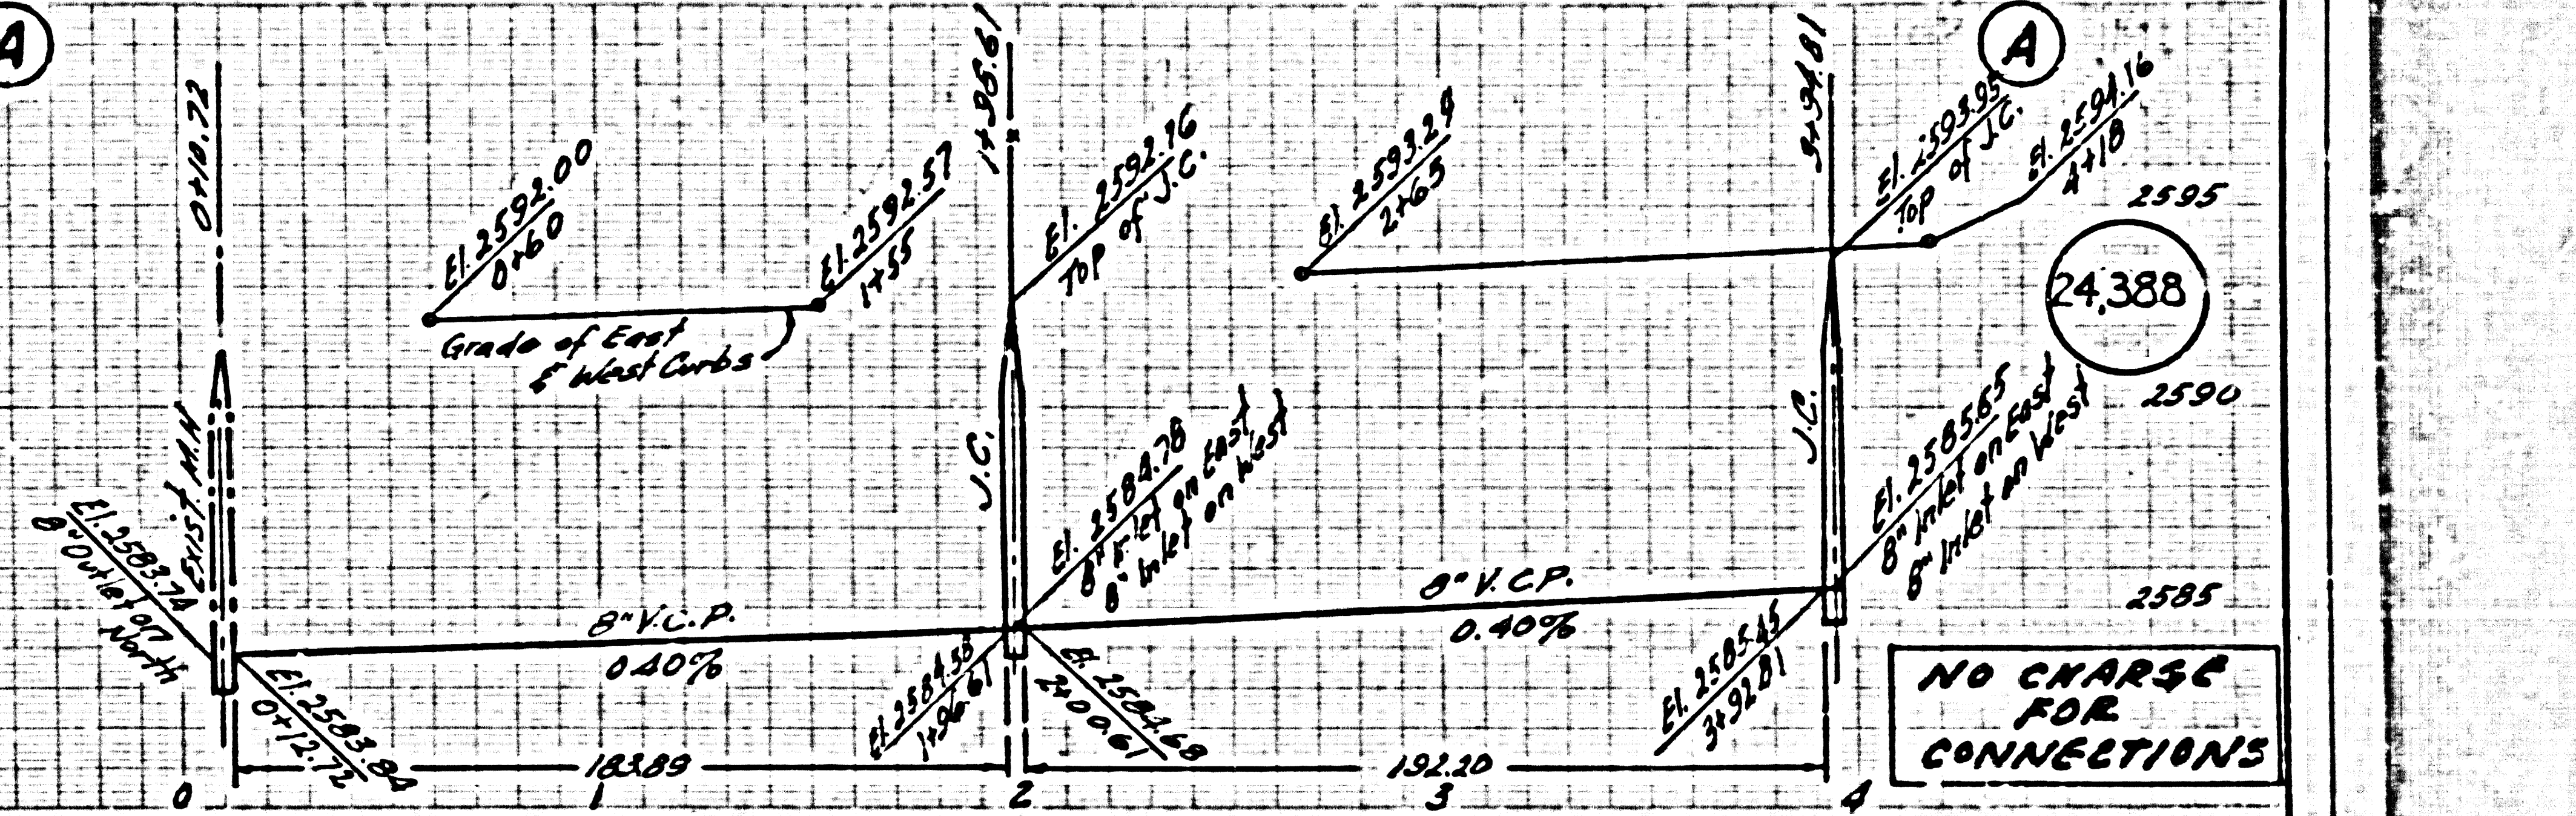 A
0+10.72
El. 2592.00
0+60
El. 2592.57
1+55
Grade of East
& West Curbs
1+98.61
El. 2592.76
Top of J.C.
El. 2593.29
2+65
3+94.81
El. 2593.95
Top of J.C.
A
El. 2594.16
4+18
2595
24,388
2590
2585
Exist. M.H.
El. 2583.74
8" Outlet on
North
El. 2583.84
0+12.72
8" V.C.P.
0.40%
J.C.
El. 2584.78
8" Inlet on East
8" Inlet on West
El. 2584.58
1+96.61
El. 2584.68
2+00.61
8" V.C.P.
0.40%
J.C.
El. 2585.65
8" Inlet on East
8" Inlet on West
El. 2585.45
3+92.81
183.89
192.20
0
1
2
3
4
NO CHARGE
FOR
CONNECTIONS